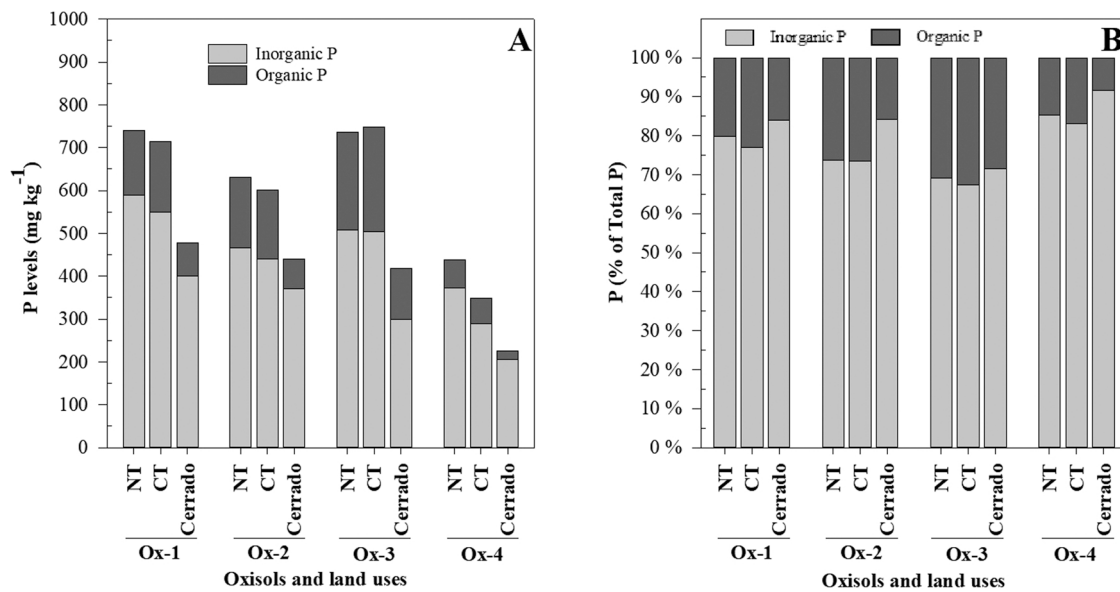 A
Inorganic P
Organic P
P levels (mg kg⁻¹)
1000
900
800
700
600
500
400
300
200
100
0
NT CT Cerrado NT CT Cerrado NT CT Cerrado NT CT Cerrado
Ox-1 Ox-2 Ox-3 Ox-4
Oxisols and land uses
B
Inorganic P Organic P
P (% of Total P)
100 %
90 %
80 %
70 %
60 %
50 %
40 %
30 %
20 %
10 %
0 %
NT CT Cerrado NT CT Cerrado NT CT Cerrado NT CT Cerrado
Ox-1 Ox-2 Ox-3 Ox-4
Oxisols and land uses